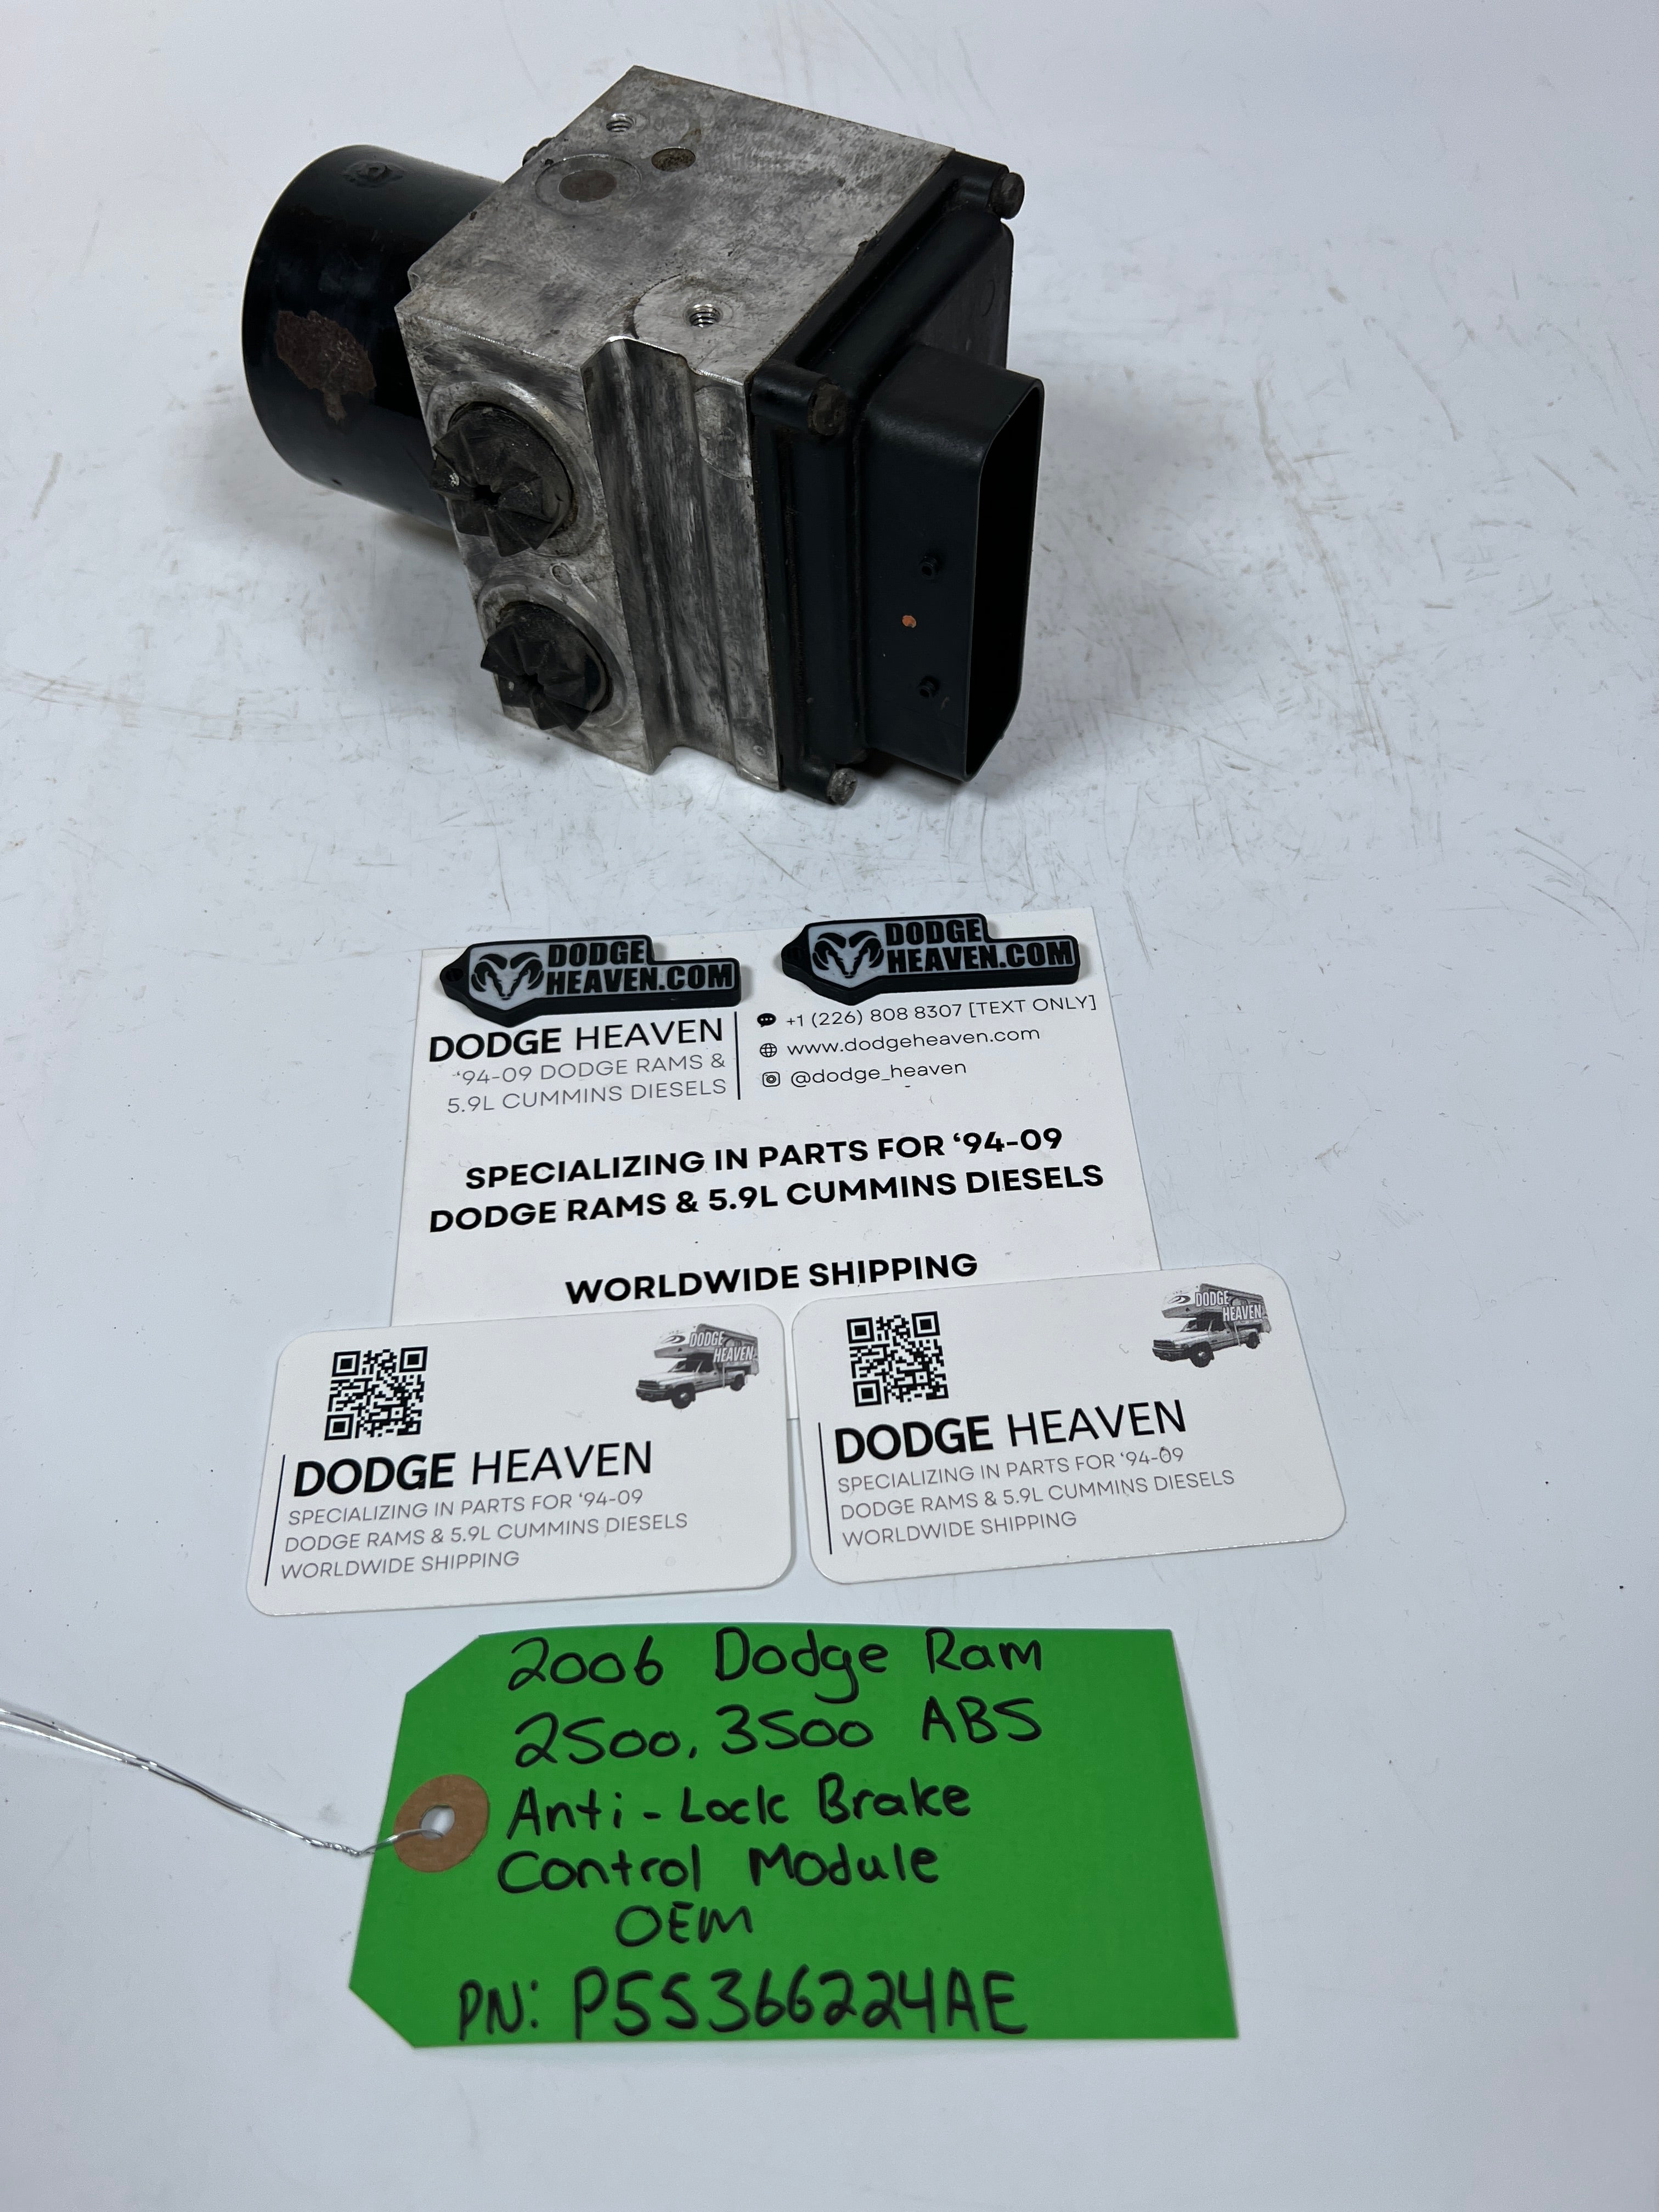 DODGE
HEAVEN.COM
DODGE
HEAVEN.COM
DODGE HEAVEN
'94-09 DODGE RAMS &
5.9L CUMMINS DIESELS
+1 (226) 808 8307 [TEXT ONLY]
www.dodgeheaven.com
@dodge_heaven
SPECIALIZING IN PARTS FOR '94-09
DODGE RAMS & 5.9L CUMMINS DIESELS
WORLDWIDE SHIPPING
DODGE
HEAVEN
DODGE HEAVEN
SPECIALIZING IN PARTS FOR '94-09
DODGE RAMS & 5.9L CUMMINS DIESELS
WORLDWIDE SHIPPING
DODGE
HEAVEN
DODGE HEAVEN
SPECIALIZING IN PARTS FOR '94-09
DODGE RAMS & 5.9L CUMMINS DIESELS
WORLDWIDE SHIPPING
2006 Dodge Ram
2500, 3500 ABS
Anti-Lock Brake
Control Module
OEM
PN: P55366224AE